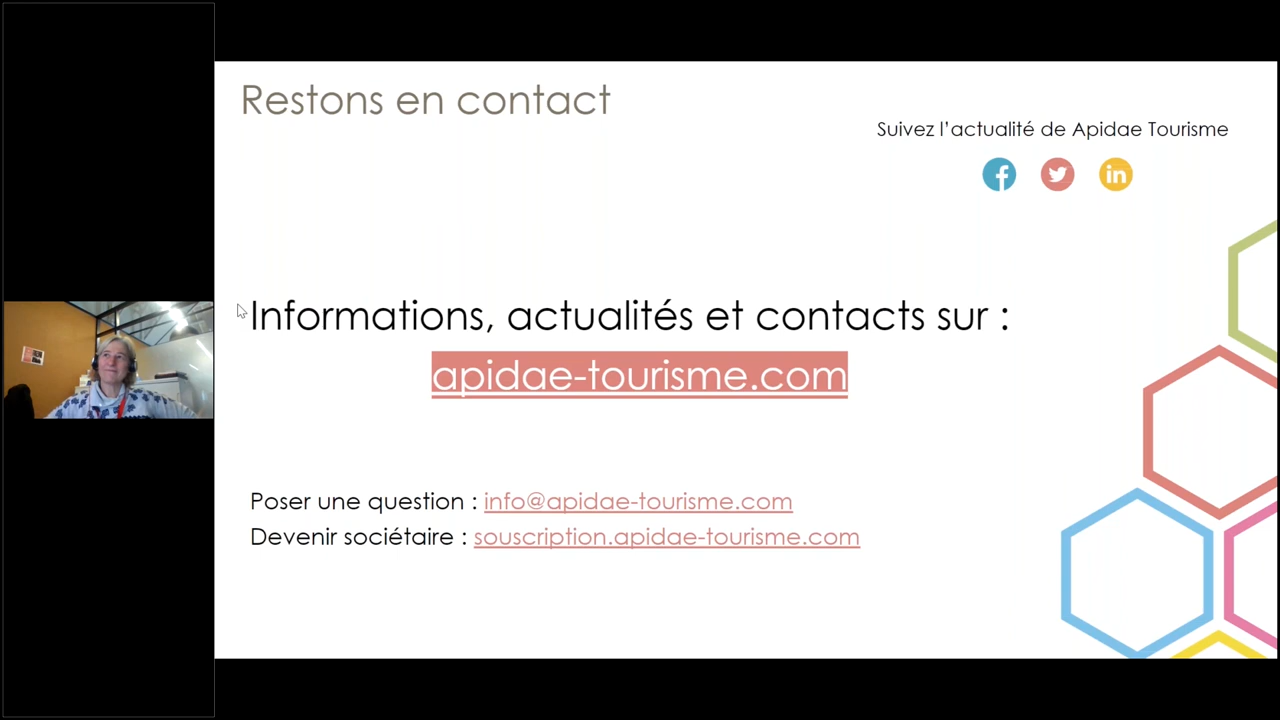 Restons en contact
Suivez l'actualité de Apidae Tourisme
Informations, actualités et contacts sur :
apidae-tourisme.com
Poser une question : info@apidae-tourisme.com
Devenir sociétaire : souscription.apidae-tourisme.com